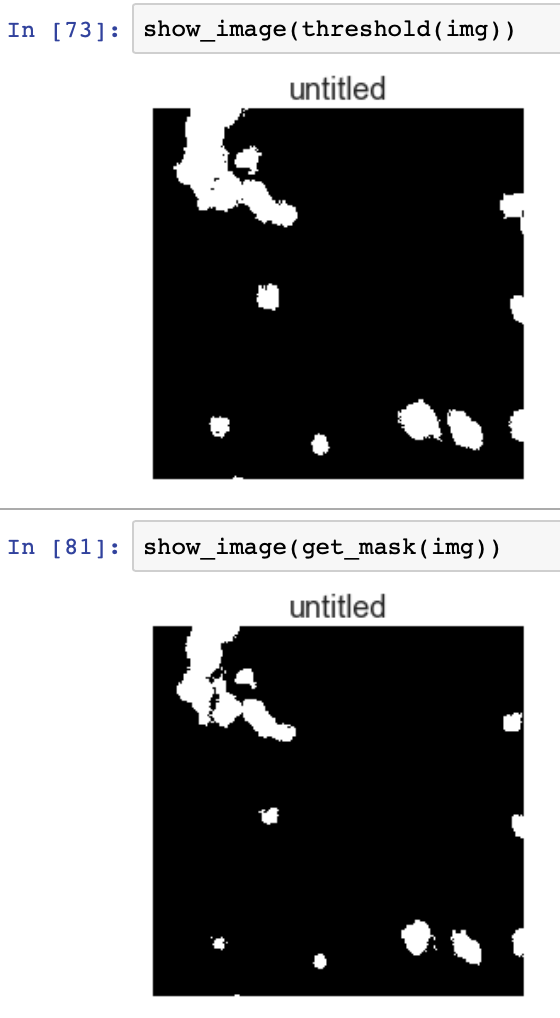 In [73]: show_image(threshold(img))
untitled
In [81]: show_image(get_mask(img))
untitled